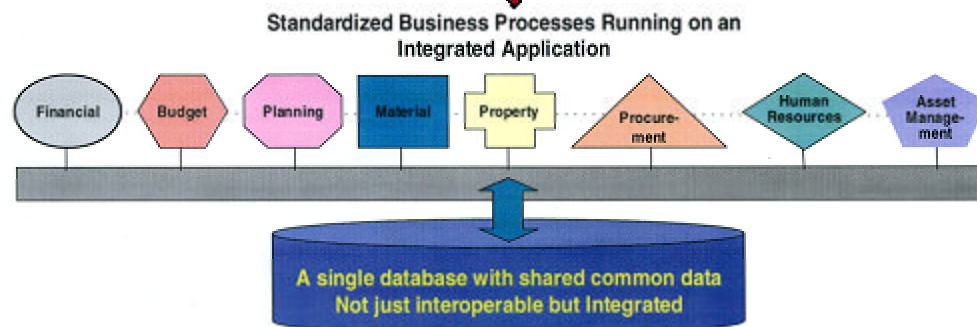 Standardized Business Processes Running on an
Integrated Application
Financial
Budget
Planning
Material
Property
Procure-
ment
Human
Resources
Asset
Manage-
ment
A single database with shared common data
Not just interoperable but Integrated